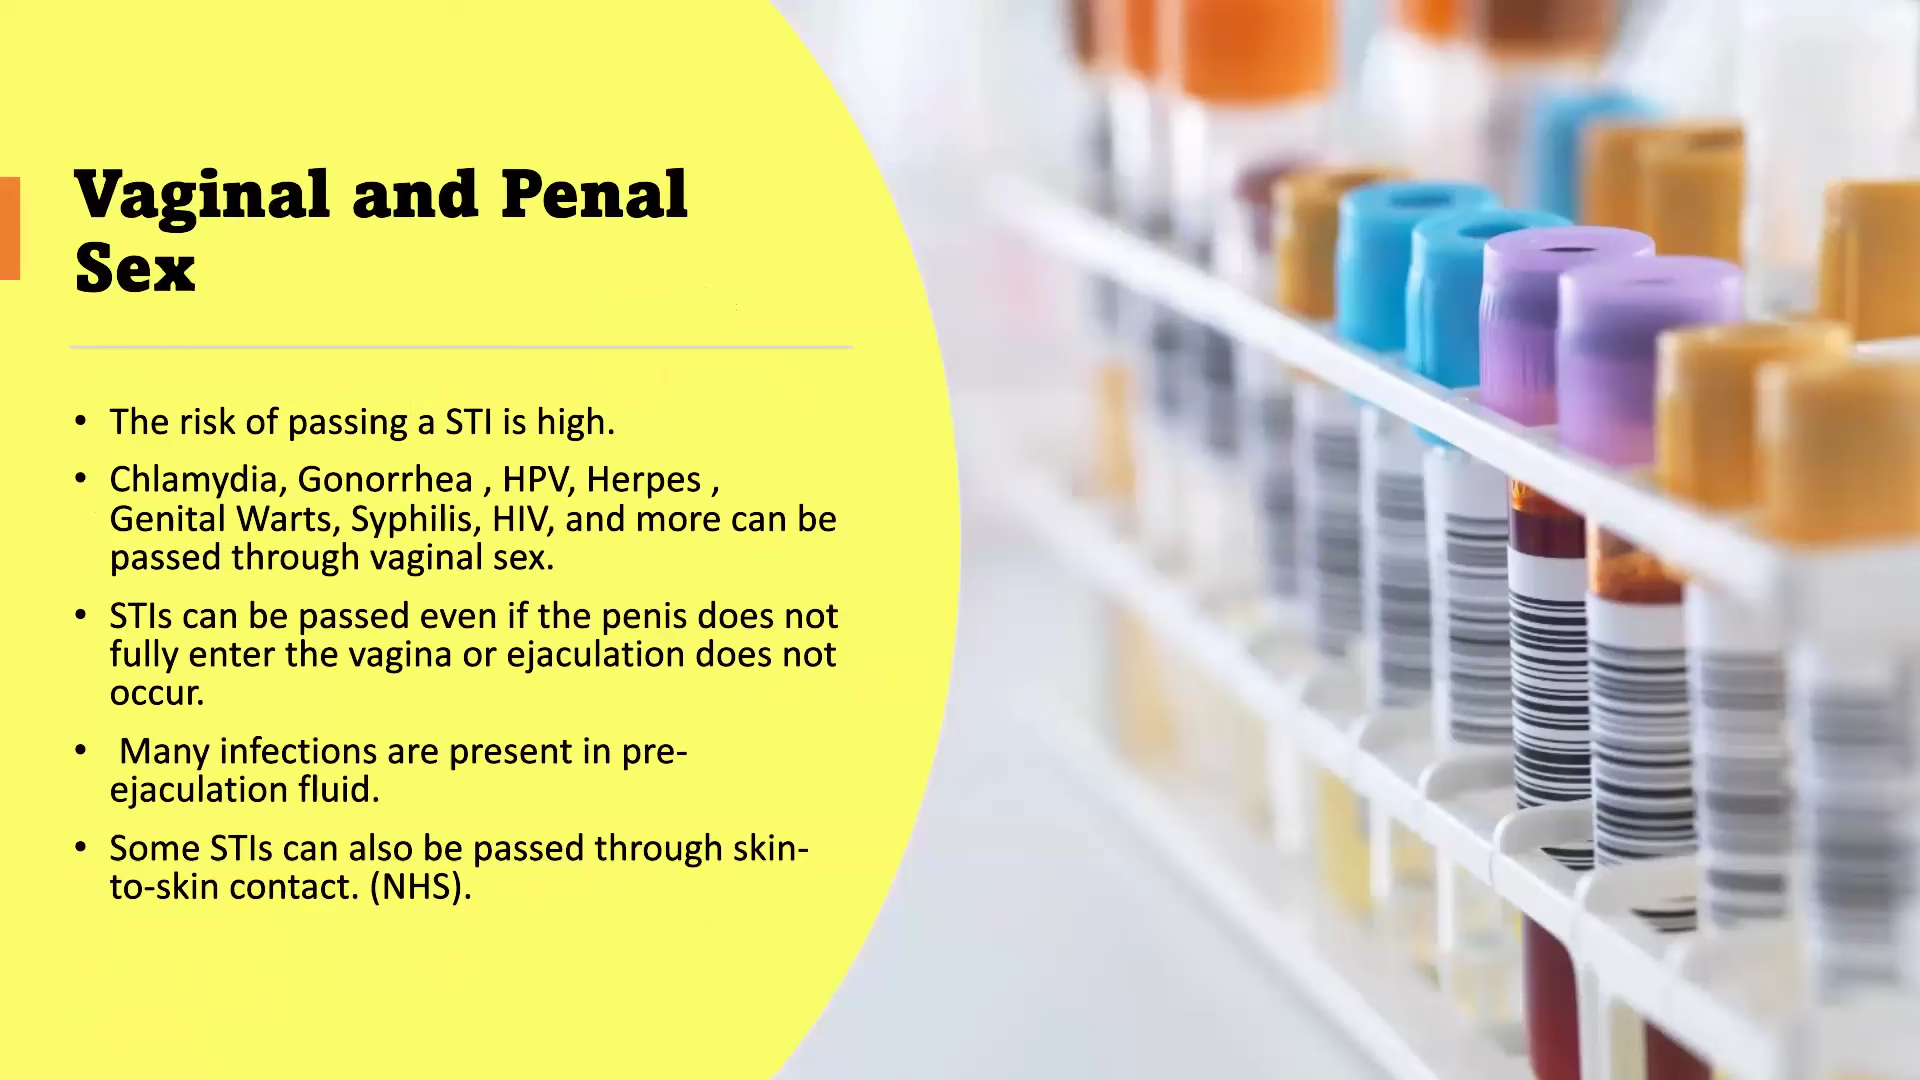 Vaginal and Penal
Sex
• The risk of passing a STI is high.
• Chlamydia, Gonorrhea , HPV, Herpes ,
Genital Warts, Syphilis, HIV, and more can be
passed through vaginal sex.
• STIs can be passed even if the penis does not
fully enter the vagina or ejaculation does not
occur.
• Many infections are present in pre-
ejaculation fluid.
• Some STIs can also be passed through skin-
to-skin contact. (NHS).